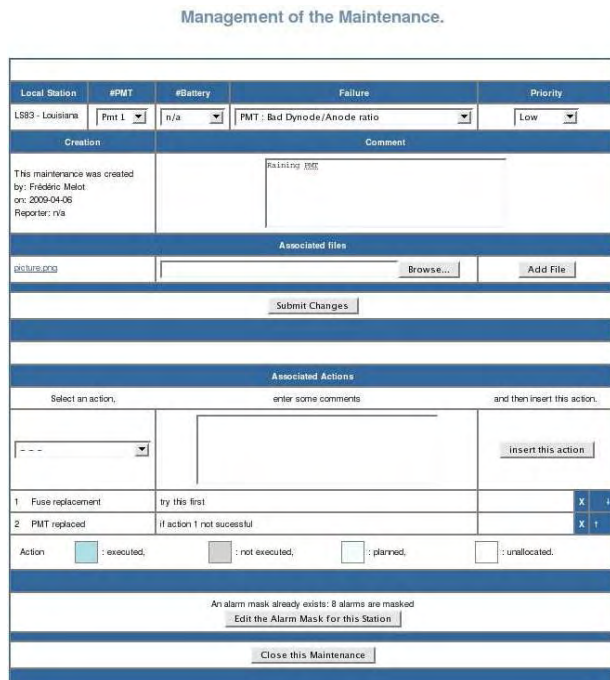 Management of the Maintenance.
Local Station #PMT #Battery Failure Priority
LS83 - Louisiana Pmt 1 n/a PMT : Bad Dynode/Anode ratio Low
Creation Comment
This maintenance was created
by: Frédéric Melot
on: 2009-04-06
Reporter: n/a
Raining PMT
Associated files
picture.png Browse... Add File
Submit Changes
Associated Actions
Select an action, enter some comments and then insert this action.
- - - insert this action
1 Fuse replacement try this first X ↓
2 PMT replaced if action 1 not sucessful X ↑
Action : executed, : not executed, : planned, : unallocated.
An alarm mask already exists: 8 alarms are masked
Edit the Alarm Mask for this Station
Close this Maintenance